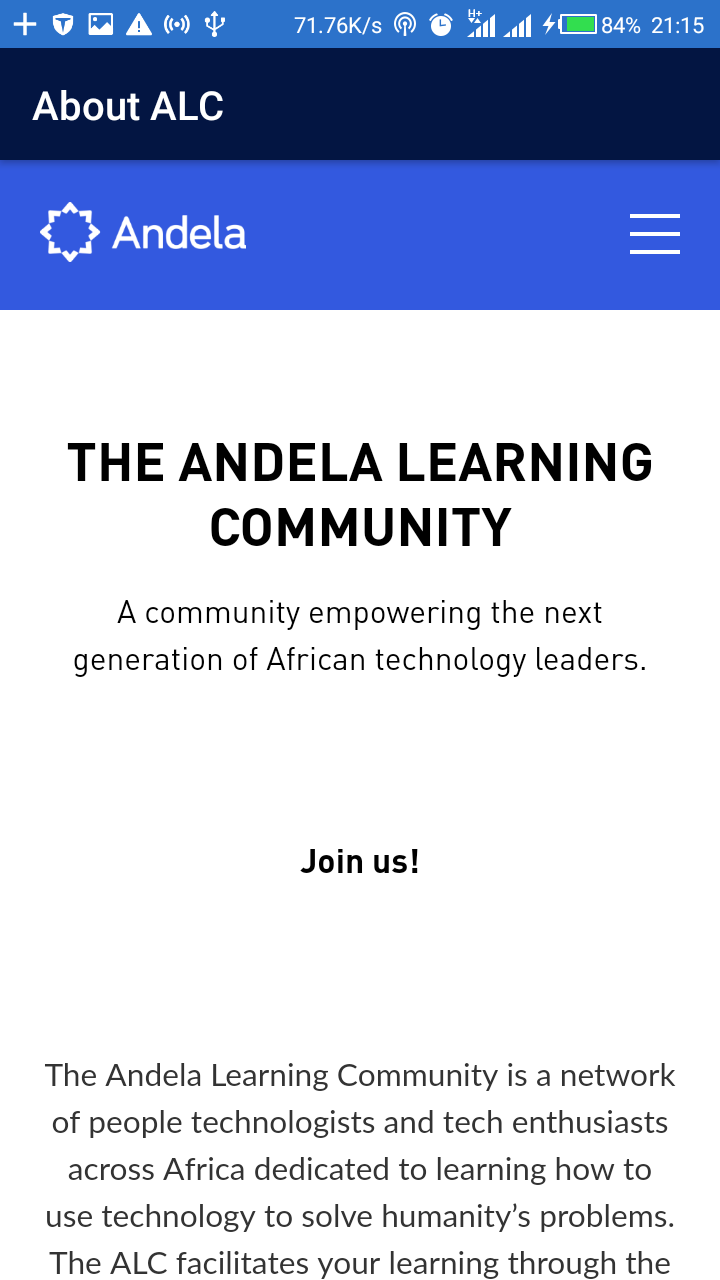 71.76K/s H+ 84% 21:15
About ALC
Andela
THE ANDELA LEARNING
COMMUNITY
A community empowering the next
generation of African technology leaders.
Join us!
The Andela Learning Community is a network
of people technologists and tech enthusiasts
across Africa dedicated to learning how to
use technology to solve humanity’s problems.
The ALC facilitates your learning through the